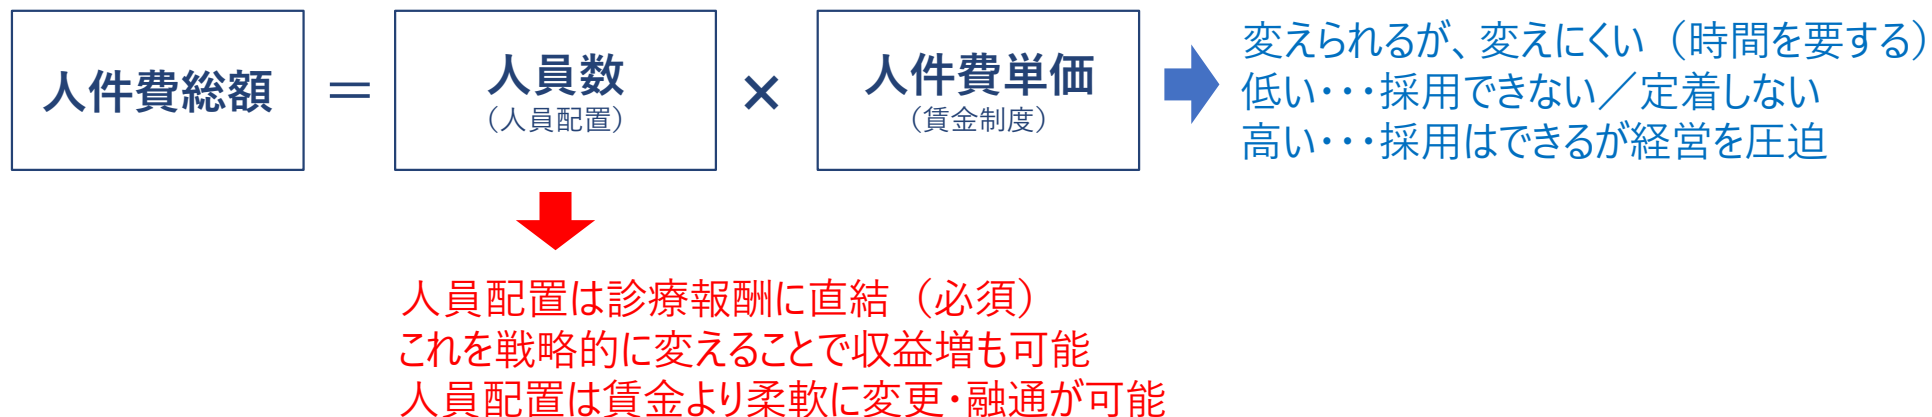 人件費総額 = 人員数 × 人件費単価
（人員配置） （賃金制度）
変えられるが、変えにくい（時間を要する）
低い・・・採用できない／定着しない
高い・・・採用はできるが経営を圧迫
人員配置は診療報酬に直結（必須）
これを戦略的に変えることで収益増も可能
人員配置は賃金より柔軟に変更・融通が可能